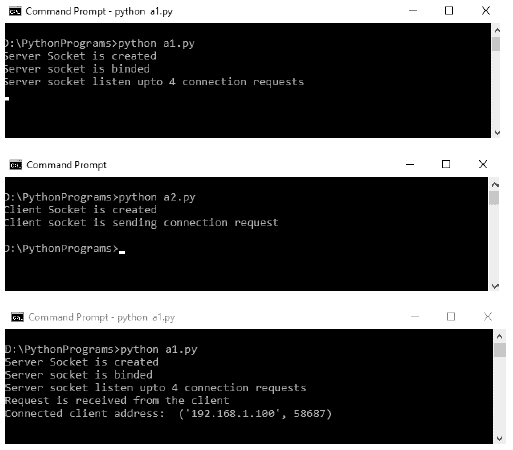 Command Prompt - python a1.py
D:\PythonPrograms>python a1.py
Server Socket is created
Server socket is binded
Server socket listen upto 4 connection requests
Command Prompt
D:\PythonPrograms>python a2.py
Client Socket is created
Client socket is sending connection request
D:\PythonPrograms>
Command Prompt - python a1.py
D:\PythonPrograms>python a1.py
Server Socket is created
Server socket is binded
Server socket listen upto 4 connection requests
Request is received from the client
Connected client address:  ('192.168.1.100', 58687)